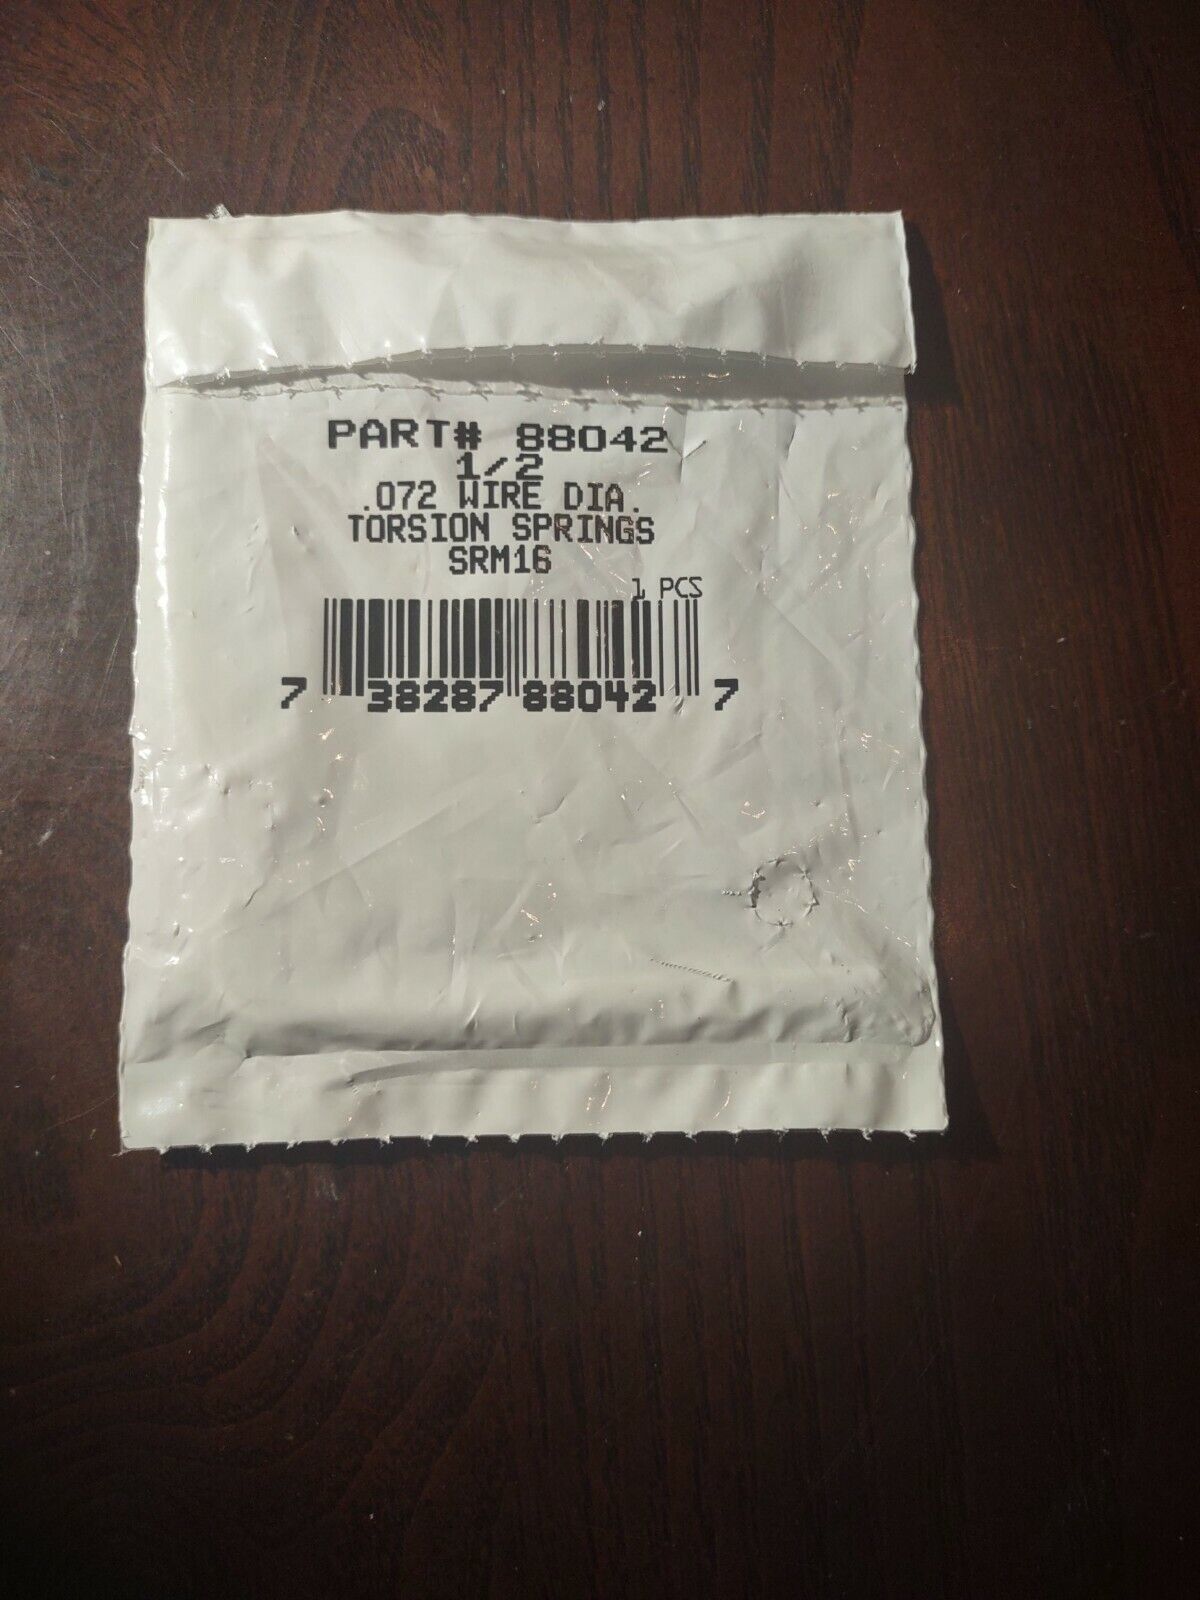 PART# 88042
1/2
.072 WIRE DIA.
TORSION SPRINGS
SRM16
1 PCS
7 38287 88042 7